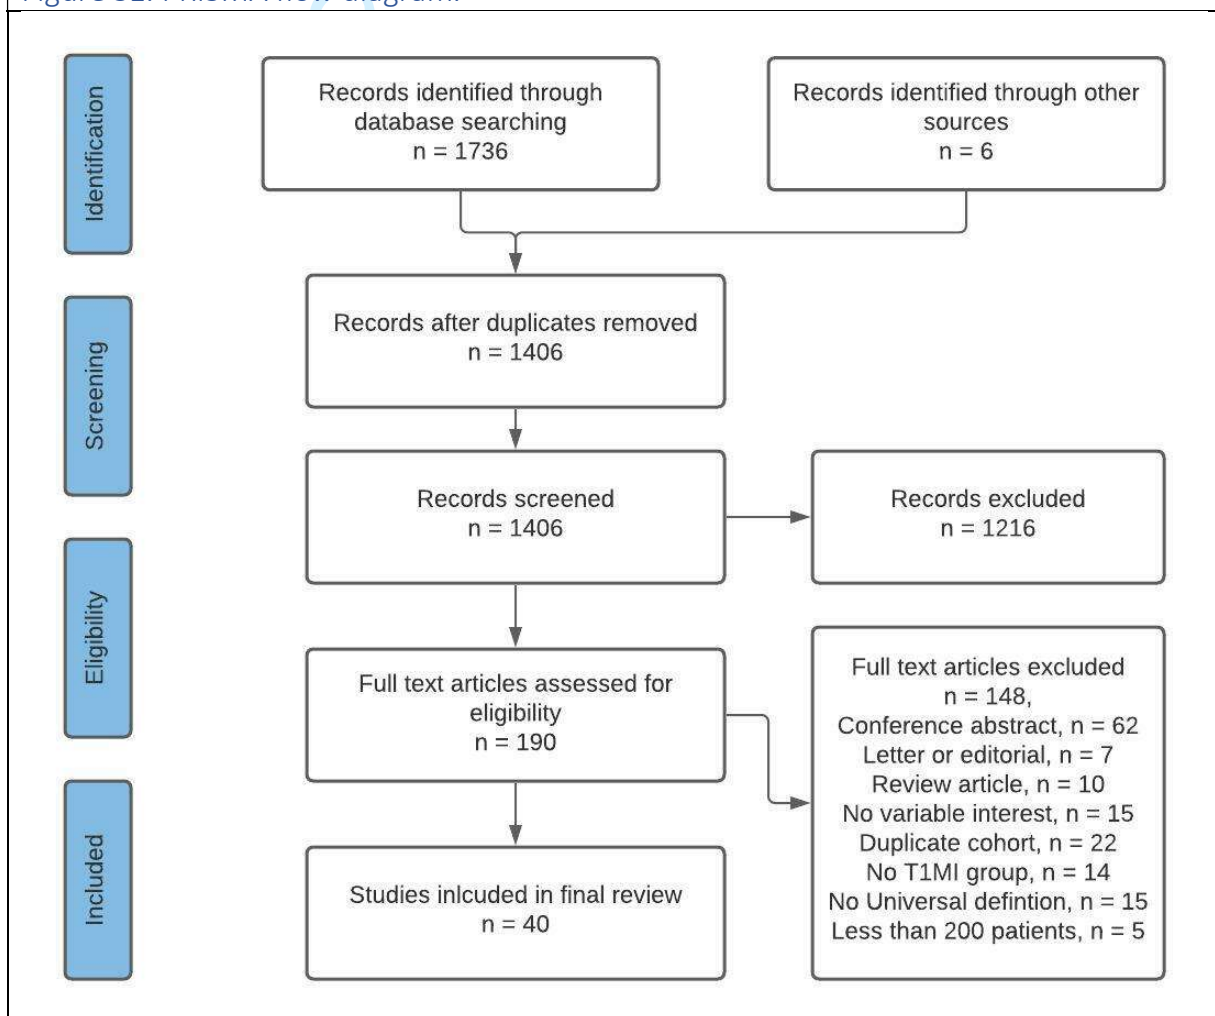 Identification
Records identified through
database searching
n = 1736
Records identified through other
sources
n = 6
Screening
Records after duplicates removed
n = 1406
Records screened
n = 1406
Records excluded
n = 1216
Eligibility
Full text articles assessed for
eligibility
n = 190
Full text articles excluded
n = 148,
Conference abstract, n = 62
Letter or editorial, n = 7
Review article, n = 10
No variable interest, n = 15
Duplicate cohort, n = 22
No T1MI group, n = 14
No Universal defintion, n = 15
Less than 200 patients, n = 5
Included
Studies inlcuded in final review
n = 40